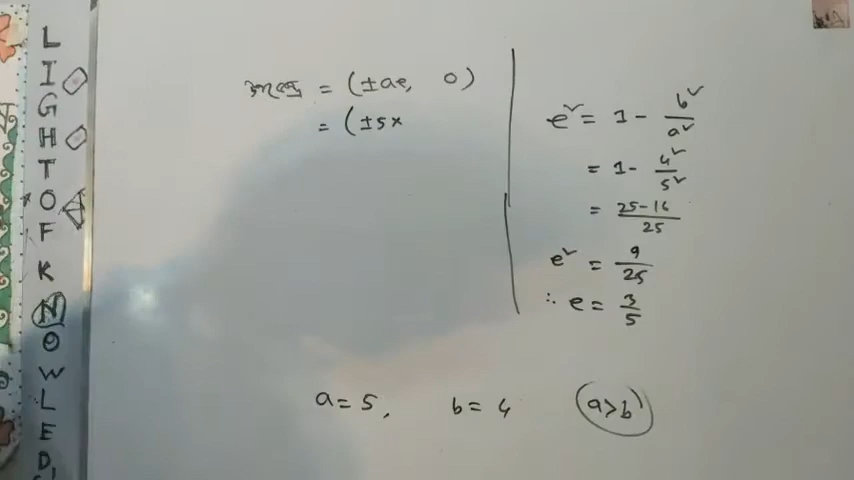 L
I
G
H
T
O
F
K
N
O
W
L
E
D
= (±ae, 0)
= (±5×
e² = 1 - b²/a²
= 1 - 4²/5²
= 25-16/25
e² = 9/25
∴ e = 3/5
a = 5, b = 4 (a>b)